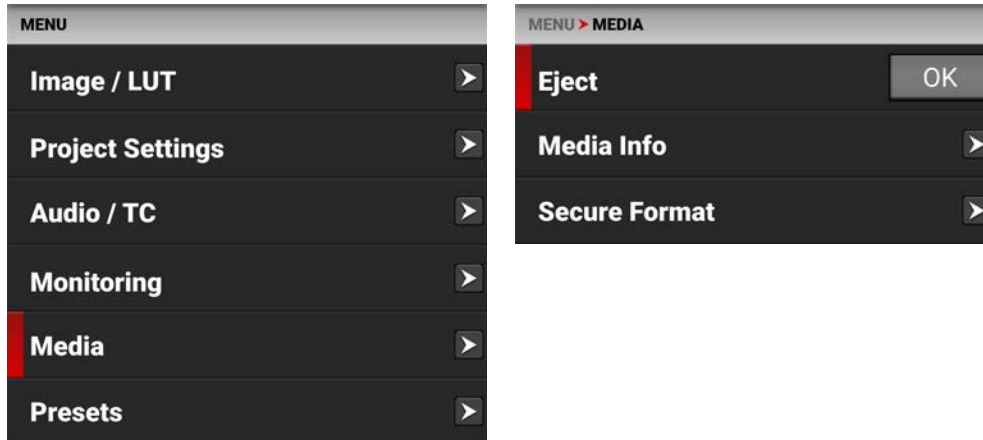 MENU
Image / LUT
Project Settings
Audio / TC
Monitoring
Media
Presets
MENU > MEDIA
Eject OK
Media Info
Secure Format